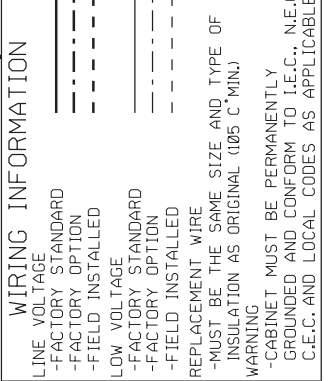 WIRING INFORMATION
LINE VOLTAGE
-FACTORY STANDARD
-FACTORY OPTION
-FIELD INSTALLED
LOW VOLTAGE
-FACTORY STANDARD
-FACTORY OPTION
-FIELD INSTALLED
REPLACEMENT WIRE
-MUST BE THE SAME SIZE AND TYPE OF
INSULATION AS ORIGINAL (105 C°MIN.)
WARNING
-CABINET MUST BE PERMANENTLY
GROUNDED AND CONFORM TO I.E.C., N.E.
C.E.C. AND LOCAL CODES AS APPLICABLE